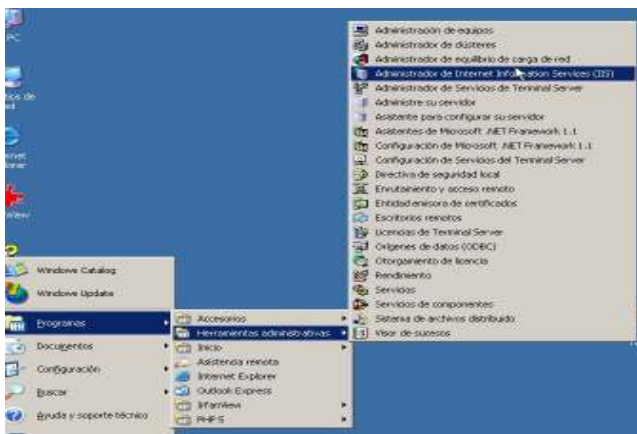 PC
Administración de equipos
Administrador de clústeres
Administrador de equilibrio de carga de red
Administrador de Internet Information Services (IIS)
Administrador de Servicios de Terminal Server
Administre su servidor
Asistente para configurar su servidor
Asistentes de Microsoft .NET Framework 1.1
Configuración de Microsoft .NET Framework 1.1
Configuración de Servicios del Terminal Server
Directiva de seguridad local
Enrutamiento y acceso remoto
Entidad emisora de certificados
Escritorios remotos
Licencias de Terminal Server
Orígenes de datos (ODBC)
Otorgamiento de licencia
Rendimiento
Servicios
Servicios de componentes
Sistema de archivos distribuido
Visor de sucesos
Windows Catalog
Windows Update
Programas
Documentos
Configuración
Buscar
Ayuda y soporte técnico
Accesorios
Herramientas administrativas
Inicio
Asistencia remota
Internet Explorer
Outlook Express
IrfanView
PHP 5